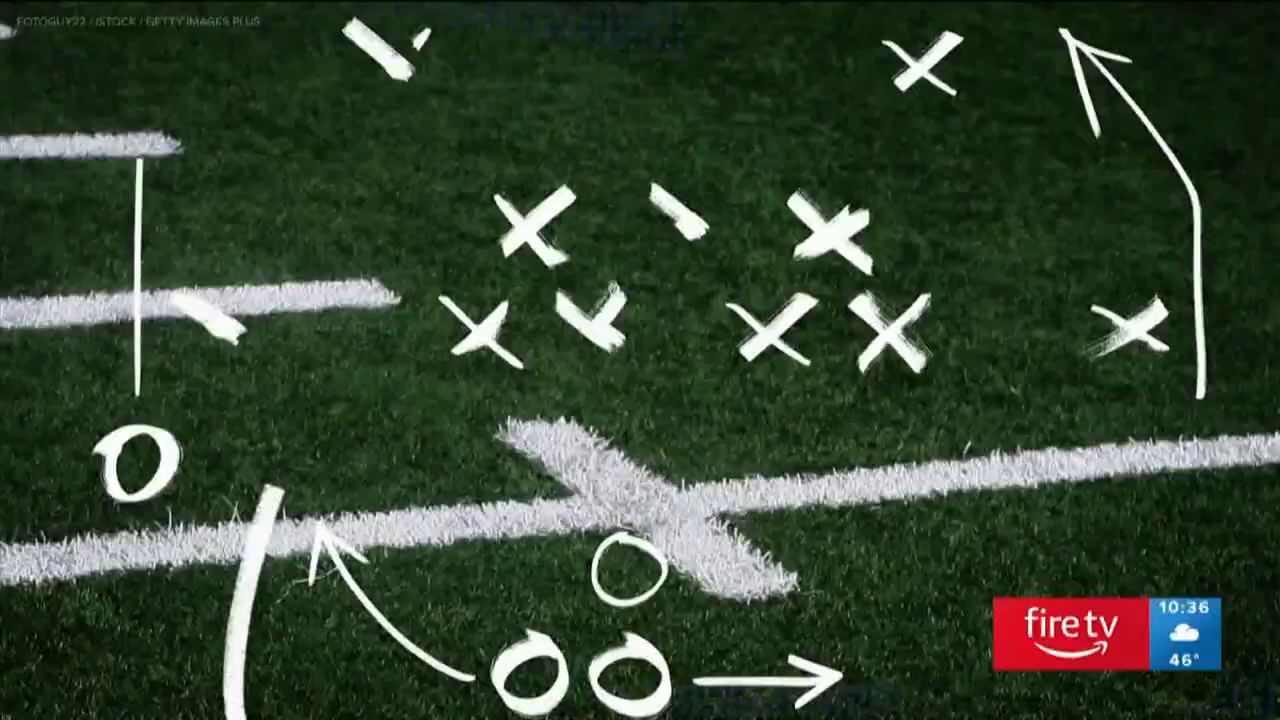 FOTOGUY22 / ISTOCK / GETTY IMAGES PLUS
X
X X
X X X X
O
O
O O
fire tv
10:36
46°